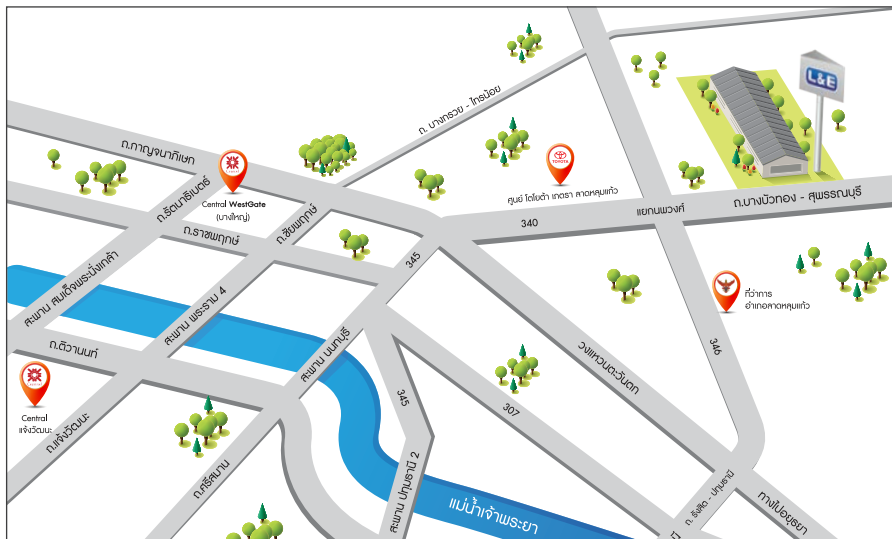 L&E
ถ. บางกรวย - ไทรน้อย
ถ.กาญจนาภิเษก
TOYOTA
ศูนย์ โตโยต้า เภตรา ลาดหลุมแก้ว
ถ.รัตนาธิเบศร์
Central WestGate
(บางใหญ่)
ถ.ราชพฤกษ์
ถ.ชัยพฤกษ์
340
แยกนพวงศ์
ถ.บางบัวทอง - สุพรรณบุรี
345
สะพาน สมเด็จพระนั่งเกล้า
สะพาน พระราม 4
สะพาน นนทบุรี
ที่ว่าการ
อำเภอลาดหลุมแก้ว
วงแหวนตะวันตก
346
ถ.ติวานนท์
345
307
Central
แจ้งวัฒนะ
ถ.แจ้งวัฒนะ
ถ.ศรีสมาน
สะพาน ปทุมธานี 2
แม่น้ำเจ้าพระยา
ถ. รังสิต - ปทุมธานี
ทางไปอยุธยา